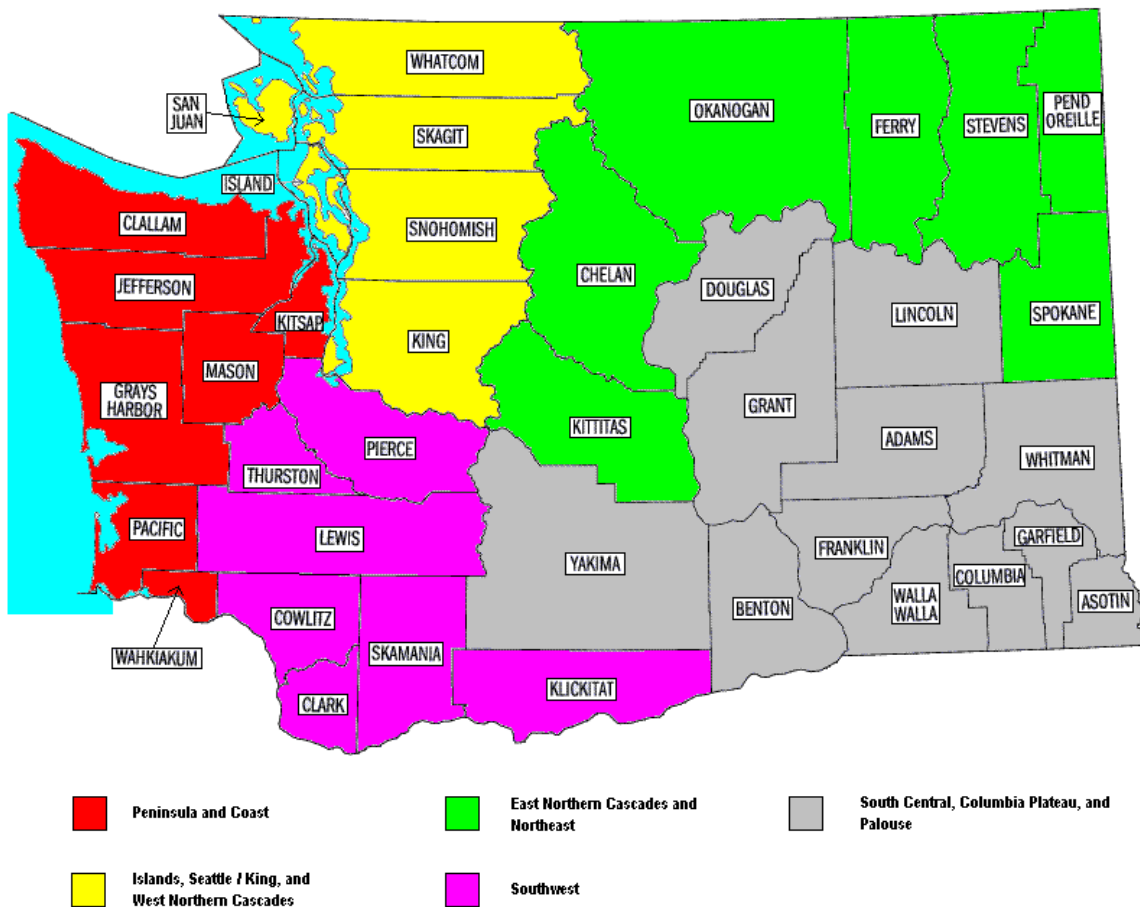 WHATCOM
SAN
JUAN
SKAGIT
OKANOGAN
FERRY
STEVENS
PEND
OREILLE
ISLAND
CLALLAM
SNOHOMISH
CHELAN
JEFFERSON
DOUGLAS
LINCOLN
SPOKANE
KITSAP
KING
MASON
GRAYS
HARBOR
GRANT
KITTITAS
ADAMS
PIERCE
WHITMAN
THURSTON
PACIFIC
LEWIS
GARFIELD
FRANKLIN
YAKIMA
COLUMBIA
WALLA
WALLA
ASOTIN
BENTON
COWLITZ
SKAMANIA
WAHKIAKUM
KLICKITAT
CLARK
Peninsula and Coast
East Northern Cascades and
Northeast
South Central, Columbia Plateau, and
Palouse
Islands, Seattle / King, and
West Northern Cascades
Southwest